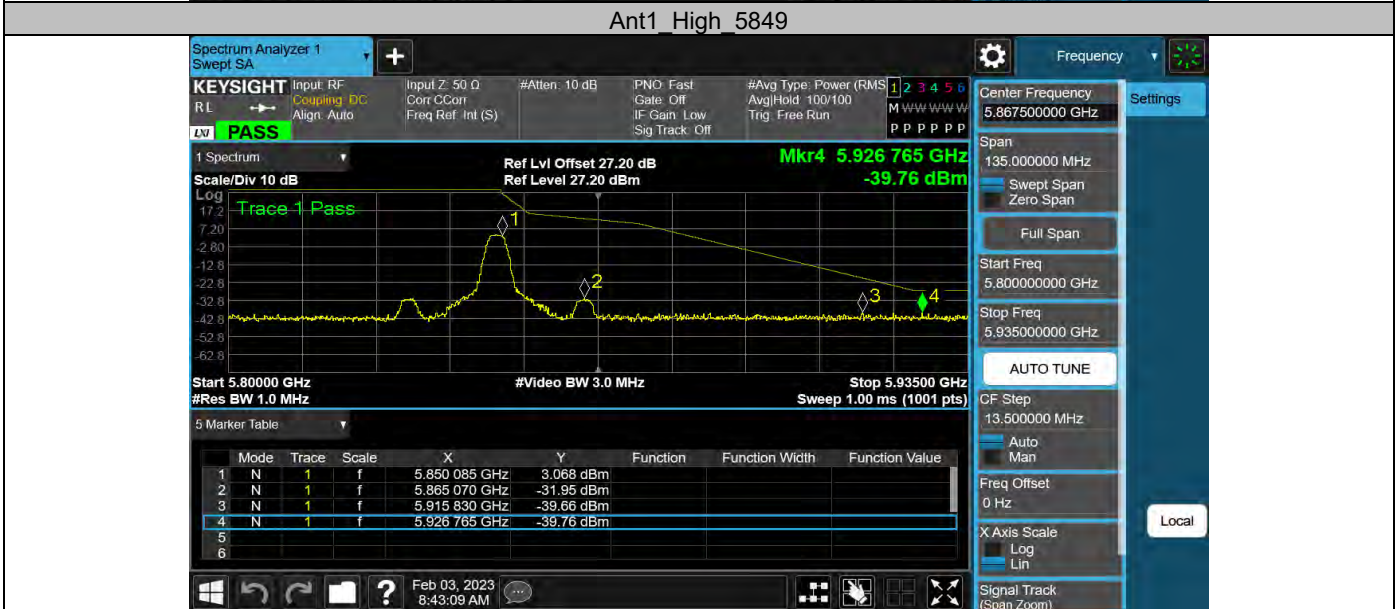 Ant1_High_5849
Spectrum Analyzer 1
Swept SA
+
Frequency
KEYSIGHT
RL
LXI
PASS
Input: RF
Coupling: DC
Align: Auto
Input Z: 50 Ω
Corr CCorr
Freq Ref: Int (S)
#Atten: 10 dB
PNO: Fast
Gate: Off
IF Gain: Low
Sig Track: Off
#Avg Type: Power (RMS
Avg|Hold: 100/100
Trig: Free Run
1 2 3 4 5 6
M W W W W W
P P P P P P
1 Spectrum
Scale/Div 10 dB
Ref Lvl Offset 27.20 dB
Ref Level 27.20 dBm
Mkr4 5.926 765 GHz
-39.76 dBm
Log
Trace 1 Pass
17.2
7.20
-2.80
-12.8
-22.8
-32.8
-42.8
-52.8
-62.8
1
2
3
4
Start 5.80000 GHz
#Res BW 1.0 MHz
#Video BW 3.0 MHz
Stop 5.93500 GHz
Sweep 1.00 ms (1001 pts)
5 Marker Table
Mode Trace Scale X Y Function Function Width Function Value
1 N 1 f 5.850 085 GHz 3.068 dBm
2 N 1 f 5.865 070 GHz -31.95 dBm
3 N 1 f 5.915 830 GHz -39.66 dBm
4 N 1 f 5.926 765 GHz -39.76 dBm
5
6
Feb 03, 2023
8:43:09 AM
?
Center Frequency
5.867500000 GHz
Settings
Span
135.000000 MHz
Swept Span
Zero Span
Full Span
Start Freq
5.800000000 GHz
Stop Freq
5.935000000 GHz
AUTO TUNE
CF Step
13.500000 MHz
Auto
Man
Freq Offset
0 Hz
Local
X Axis Scale
Log
Lin
Signal Track
(Span Zoom)